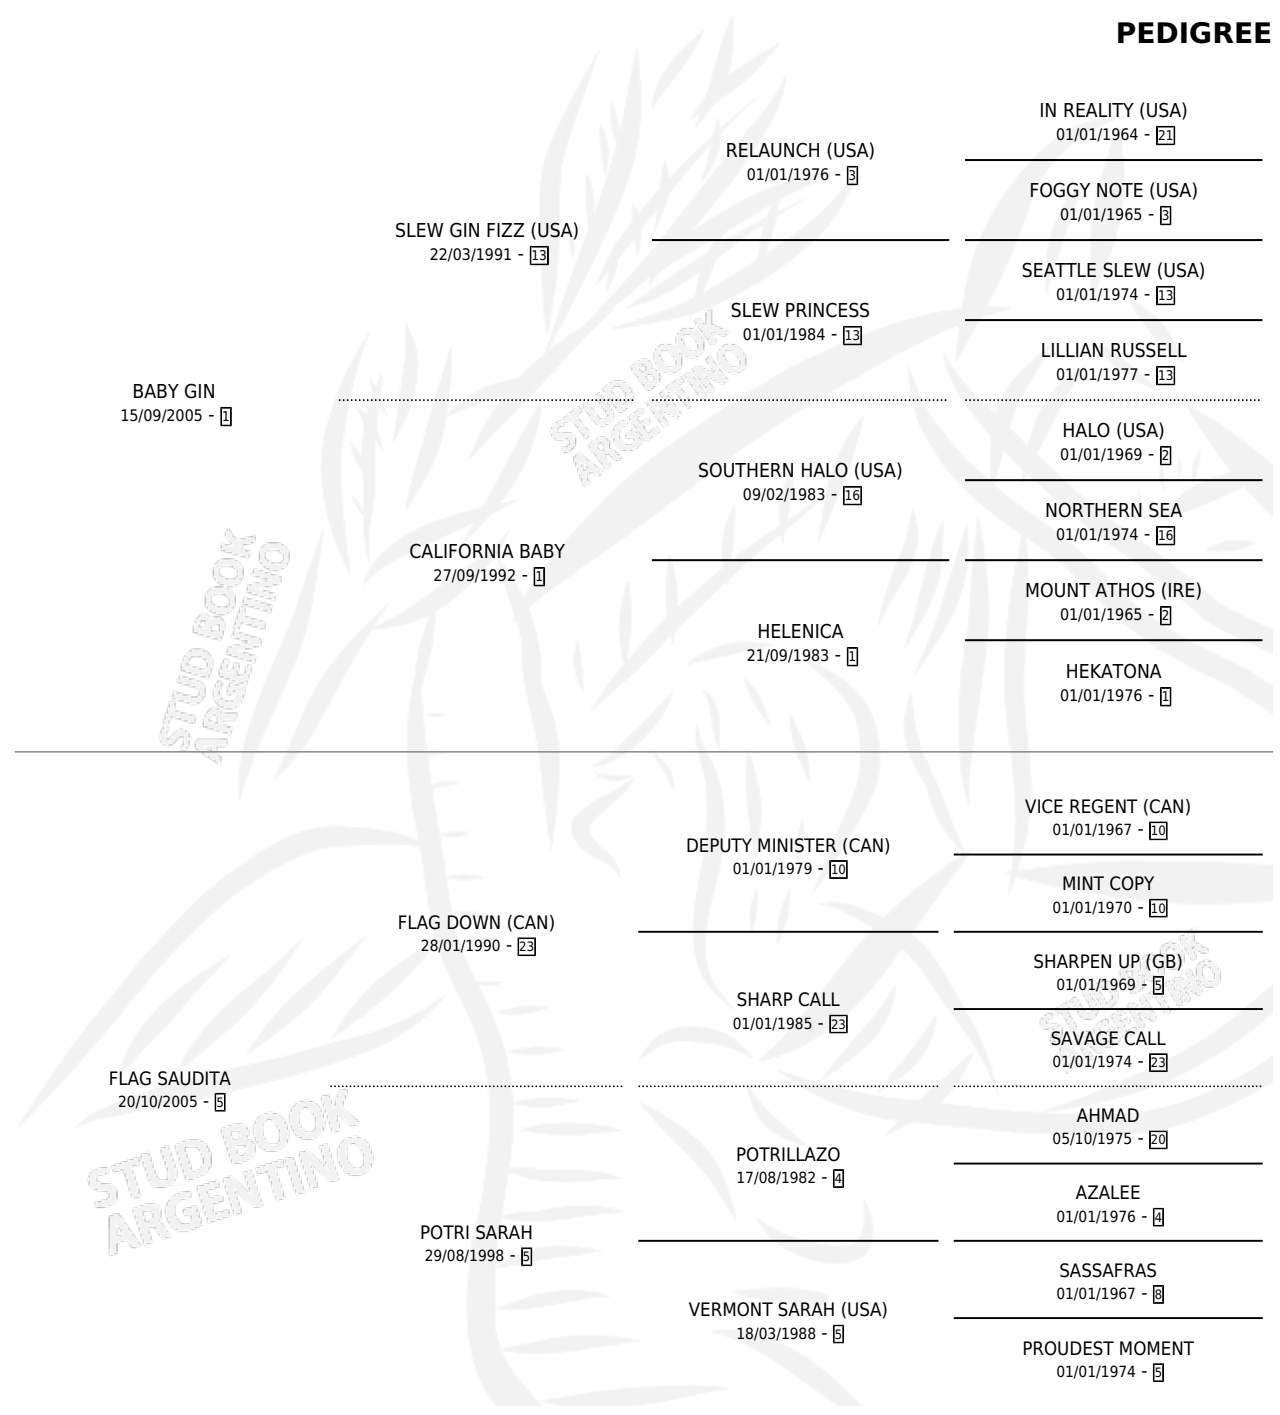 PEDIGREE
IN REALITY (USA)
01/01/1964 - 21
RELAUNCH (USA)
01/01/1976 - 3
FOGGY NOTE (USA)
01/01/1965 - 3
SLEW GIN FIZZ (USA)
22/03/1991 - 13
SEATTLE SLEW (USA)
01/01/1974 - 13
SLEW PRINCESS
01/01/1984 - 13
LILLIAN RUSSELL
01/01/1977 - 13
BABY GIN
15/09/2005 - 1
HALO (USA)
01/01/1969 - 2
SOUTHERN HALO (USA)
09/02/1983 - 16
NORTHERN SEA
01/01/1974 - 16
CALIFORNIA BABY
27/09/1992 - 1
MOUNT ATHOS (IRE)
01/01/1965 - 2
HELENICA
21/09/1983 - 1
HEKATONA
01/01/1976 - 1
VICE REGENT (CAN)
01/01/1967 - 10
DEPUTY MINISTER (CAN)
01/01/1979 - 10
MINT COPY
01/01/1970 - 10
FLAG DOWN (CAN)
28/01/1990 - 23
SHARPEN UP (GB)
01/01/1969 - 5
SHARP CALL
01/01/1985 - 23
SAVAGE CALL
01/01/1974 - 23
FLAG SAUDITA
20/10/2005 - 5
AHMAD
05/10/1975 - 20
POTRILLAZO
17/08/1982 - 4
AZALEE
01/01/1976 - 4
POTRI SARAH
29/08/1998 - 5
SASSAFRAS
01/01/1967 - 8
VERMONT SARAH (USA)
18/03/1988 - 5
PROUDEST MOMENT
01/01/1974 - 5
STUD BOOK
ARGENTINO
STUD BOOK
ARGENTINO
STUD BOOK
ARGENTINO
STUD BOOK
ARGENTINO